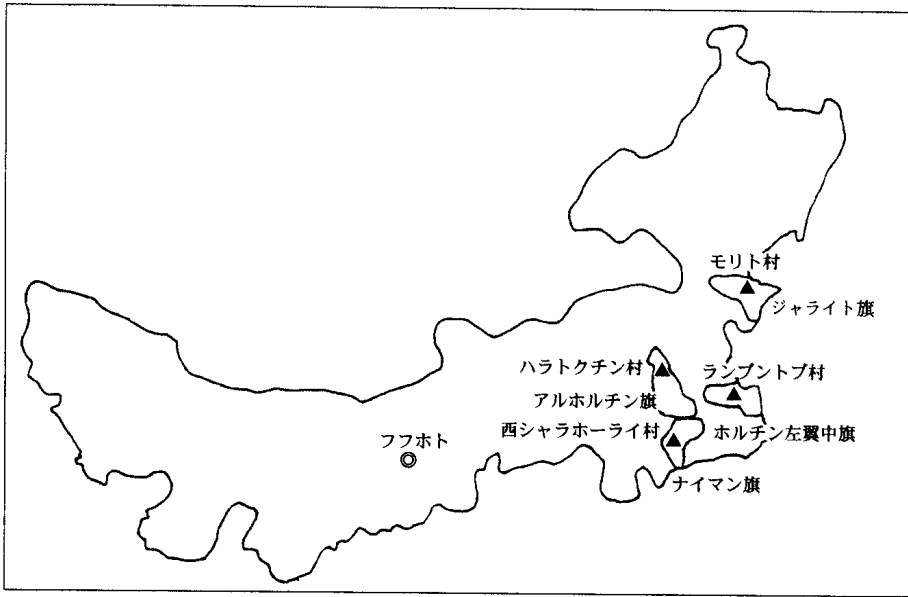 モリト村
ジャライト旗
ハラトクチン村
ランブントブ村
アルホルチン旗
西シャラホーライ村
ホルチン左翼中旗
フフホト
ナイマン旗